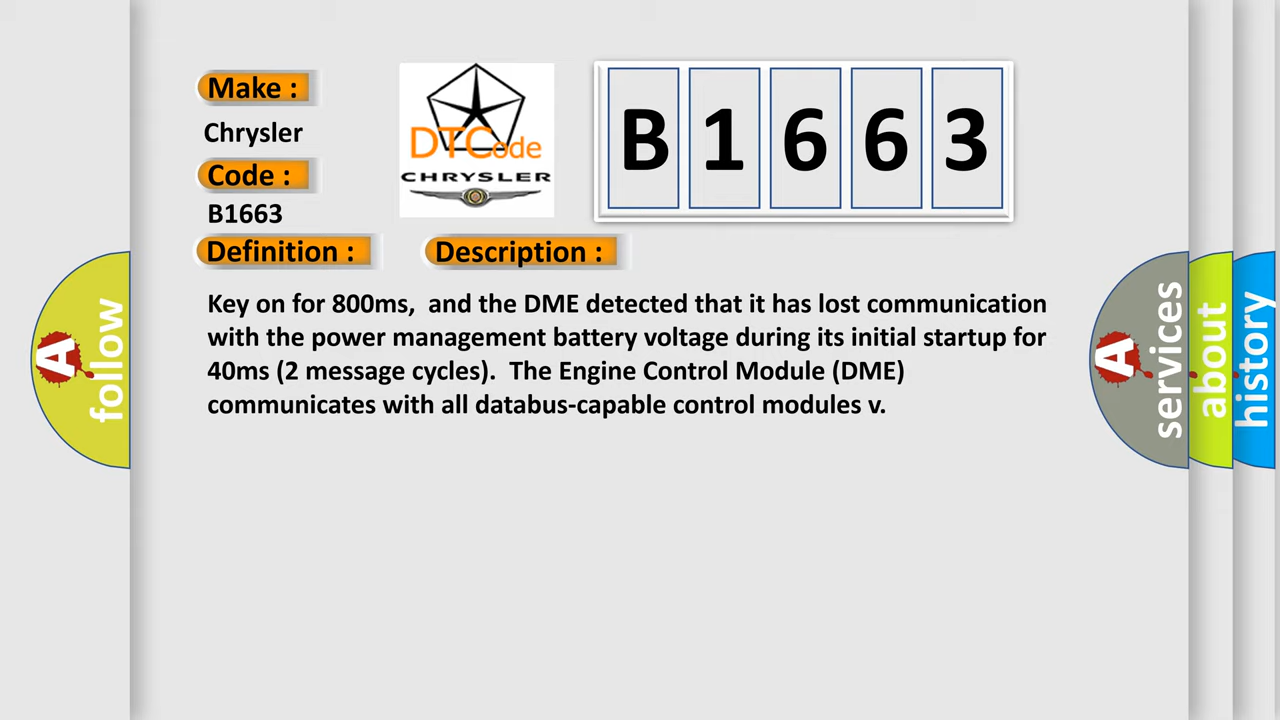 Make :
Chrysler
Code :
B1663
Definition :
Description :
DTCode
CHRYSLER
B 1 6 6 3
Key on for 800ms,  and the DME detected that it has lost communication
with the power management battery voltage during its initial startup for
40ms (2 message cycles).  The Engine Control Module (DME)
communicates with all databus-capable control modules v.
A
follow
A
services
about
history